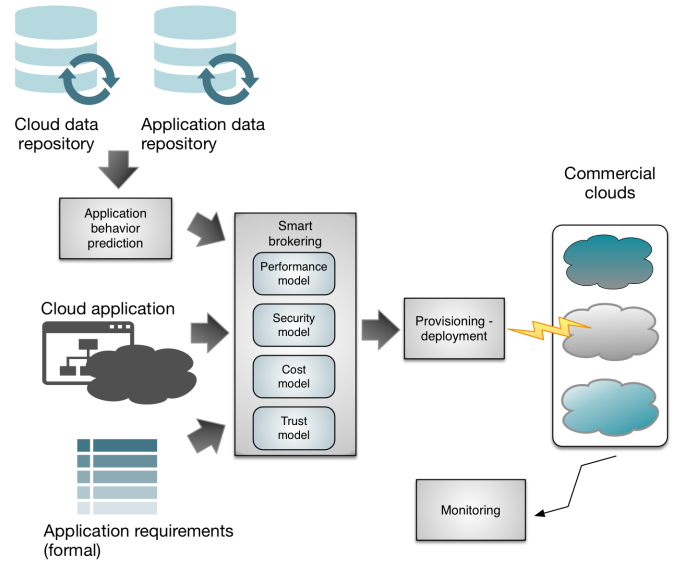 Cloud data
repository
Application data
repository
Commercial
clouds
Application
behavior
prediction
Smart
brokering
Performance
model
Cloud application
Security
model
Provisioning -
deployment
Cost
model
Trust
model
Application requirements
(formal)
Monitoring